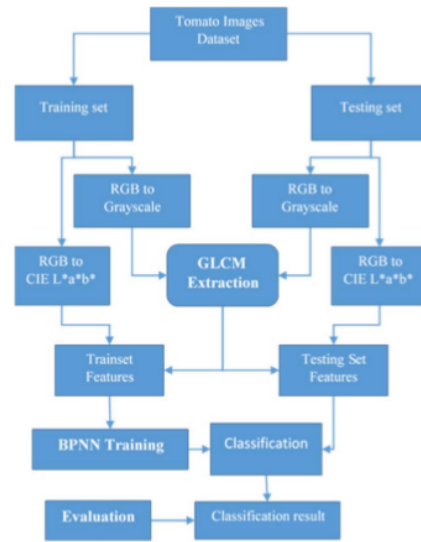 Tomato Images
Dataset
Training set
Testing set
RGB to
Grayscale
RGB to
Grayscale
RGB to
CIE L*a*b*
GLCM
Extraction
RGB to
CIE L*a*b*
Trainset
Features
Testing Set
Features
BPNN Training
Classification
Evaluation
Classification result